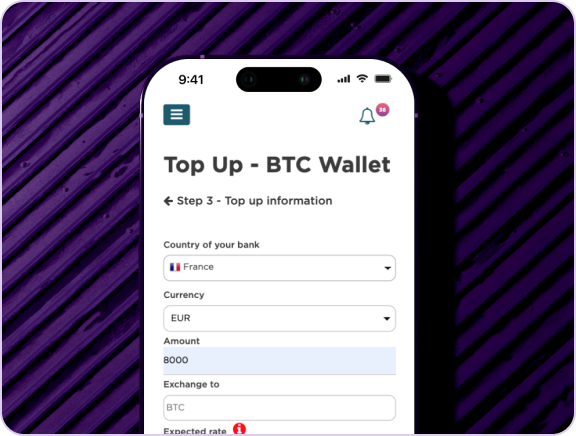 9:41
36
Top Up - BTC Wallet
← Step 3 - Top up information
Country of your bank
France
Currency
EUR
Amount
8000
Exchange to
BTC
Expected rate